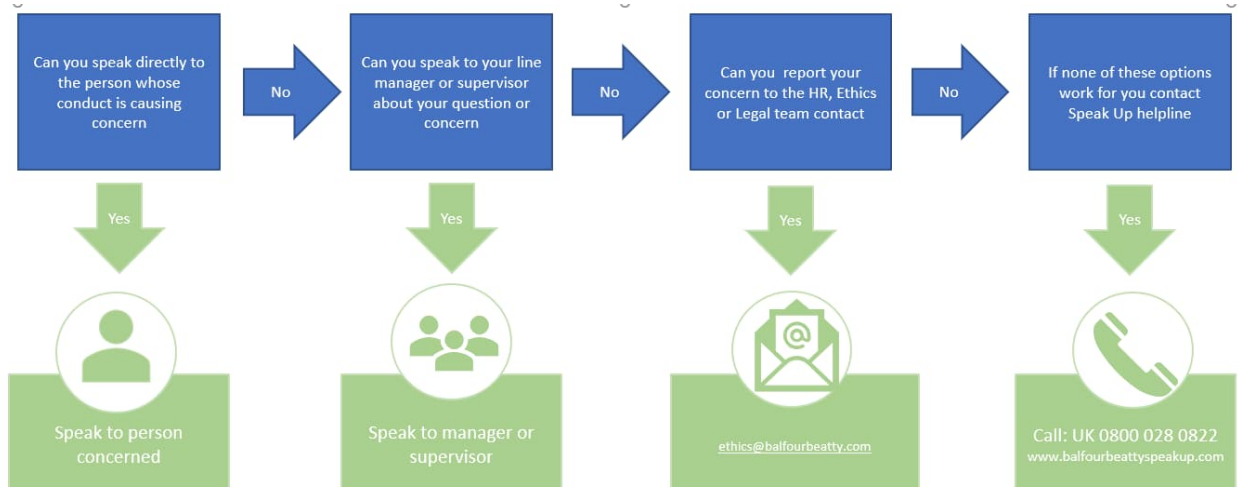 Can you speak directly to
the person whose
conduct is causing
concern
No
Can you speak to your line
manager or supervisor
about your question or
concern
No
Can you report your
concern to the HR, Ethics
or Legal team contact
No
If none of these options
work for you contact
Speak Up helpline
Yes
Yes
Yes
Yes
@
Speak to person
concerned
Speak to manager or
supervisor
ethics@balfourbeatty.com
Call: UK 0800 028 0822
www.balfourbeattyspeakup.com